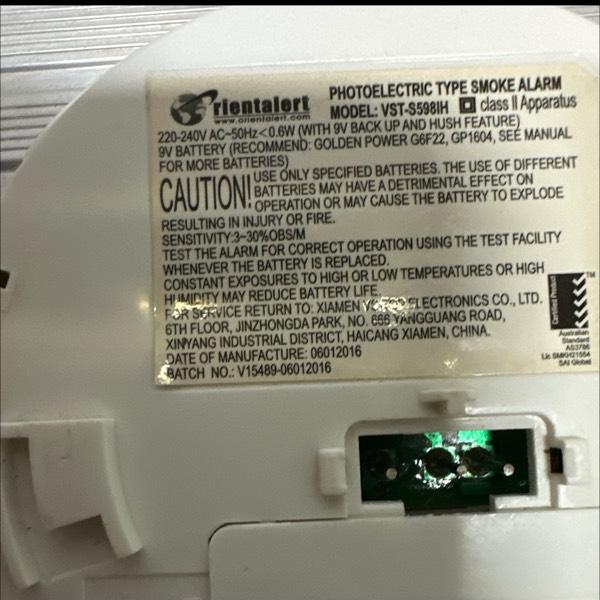 rientalert
www.orientalert.com
PHOTOELECTRIC TYPE SMOKE ALARM
MODEL: VST-S598IH class II Apparatus
220-240V AC~50Hz<0.6W (WITH 9V BACK UP AND HUSH FEATURE)
9V BATTERY (RECOMMEND: GOLDEN POWER G6F22, GP1604, SEE MANUAL
FOR MORE BATTERIES)
CAUTION! USE ONLY SPECIFIED BATTERIES. THE USE OF DIFFERENT
BATTERIES MAY HAVE A DETRIMENTAL EFFECT ON
OPERATION OR MAY CAUSE THE BATTERY TO EXPLODE
RESULTING IN INJURY OR FIRE.
SENSITIVITY:3~30%OBS/M
TEST THE ALARM FOR CORRECT OPERATION USING THE TEST FACILITY
WHENEVER THE BATTERY IS REPLACED.
CONSTANT EXPOSURES TO HIGH OR LOW TEMPERATURES OR HIGH
HUMIDITY MAY REDUCE BATTERY LIFE
FOR SERVICE RETURN TO: XIAMEN ELECTRONICS CO., LTD.
6TH FLOOR, JINZHONGDA PARK, NO. 666 YANGGUANG ROAD,
XINYANG INDUSTRIAL DISTRICT, HAICANG XIAMEN, CHINA.
DATE OF MANUFACTURE: 06012016
BATCH NO.: V15489-06012016
Certified Product
TM
Australian
Standard
AS3786
Lic SMKH21554
SAI Global